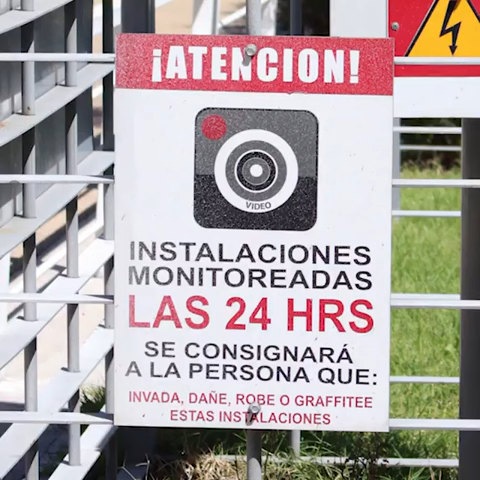 ¡ATENCION!
VIDEO
INSTALACIONES
MONITOREADAS
LAS 24 HRS
SE CONSIGNARÁ
A LA PERSONA QUE:
INVADA, DAÑE, ROBE O GRAFFITEE
ESTAS INSTALACIONES